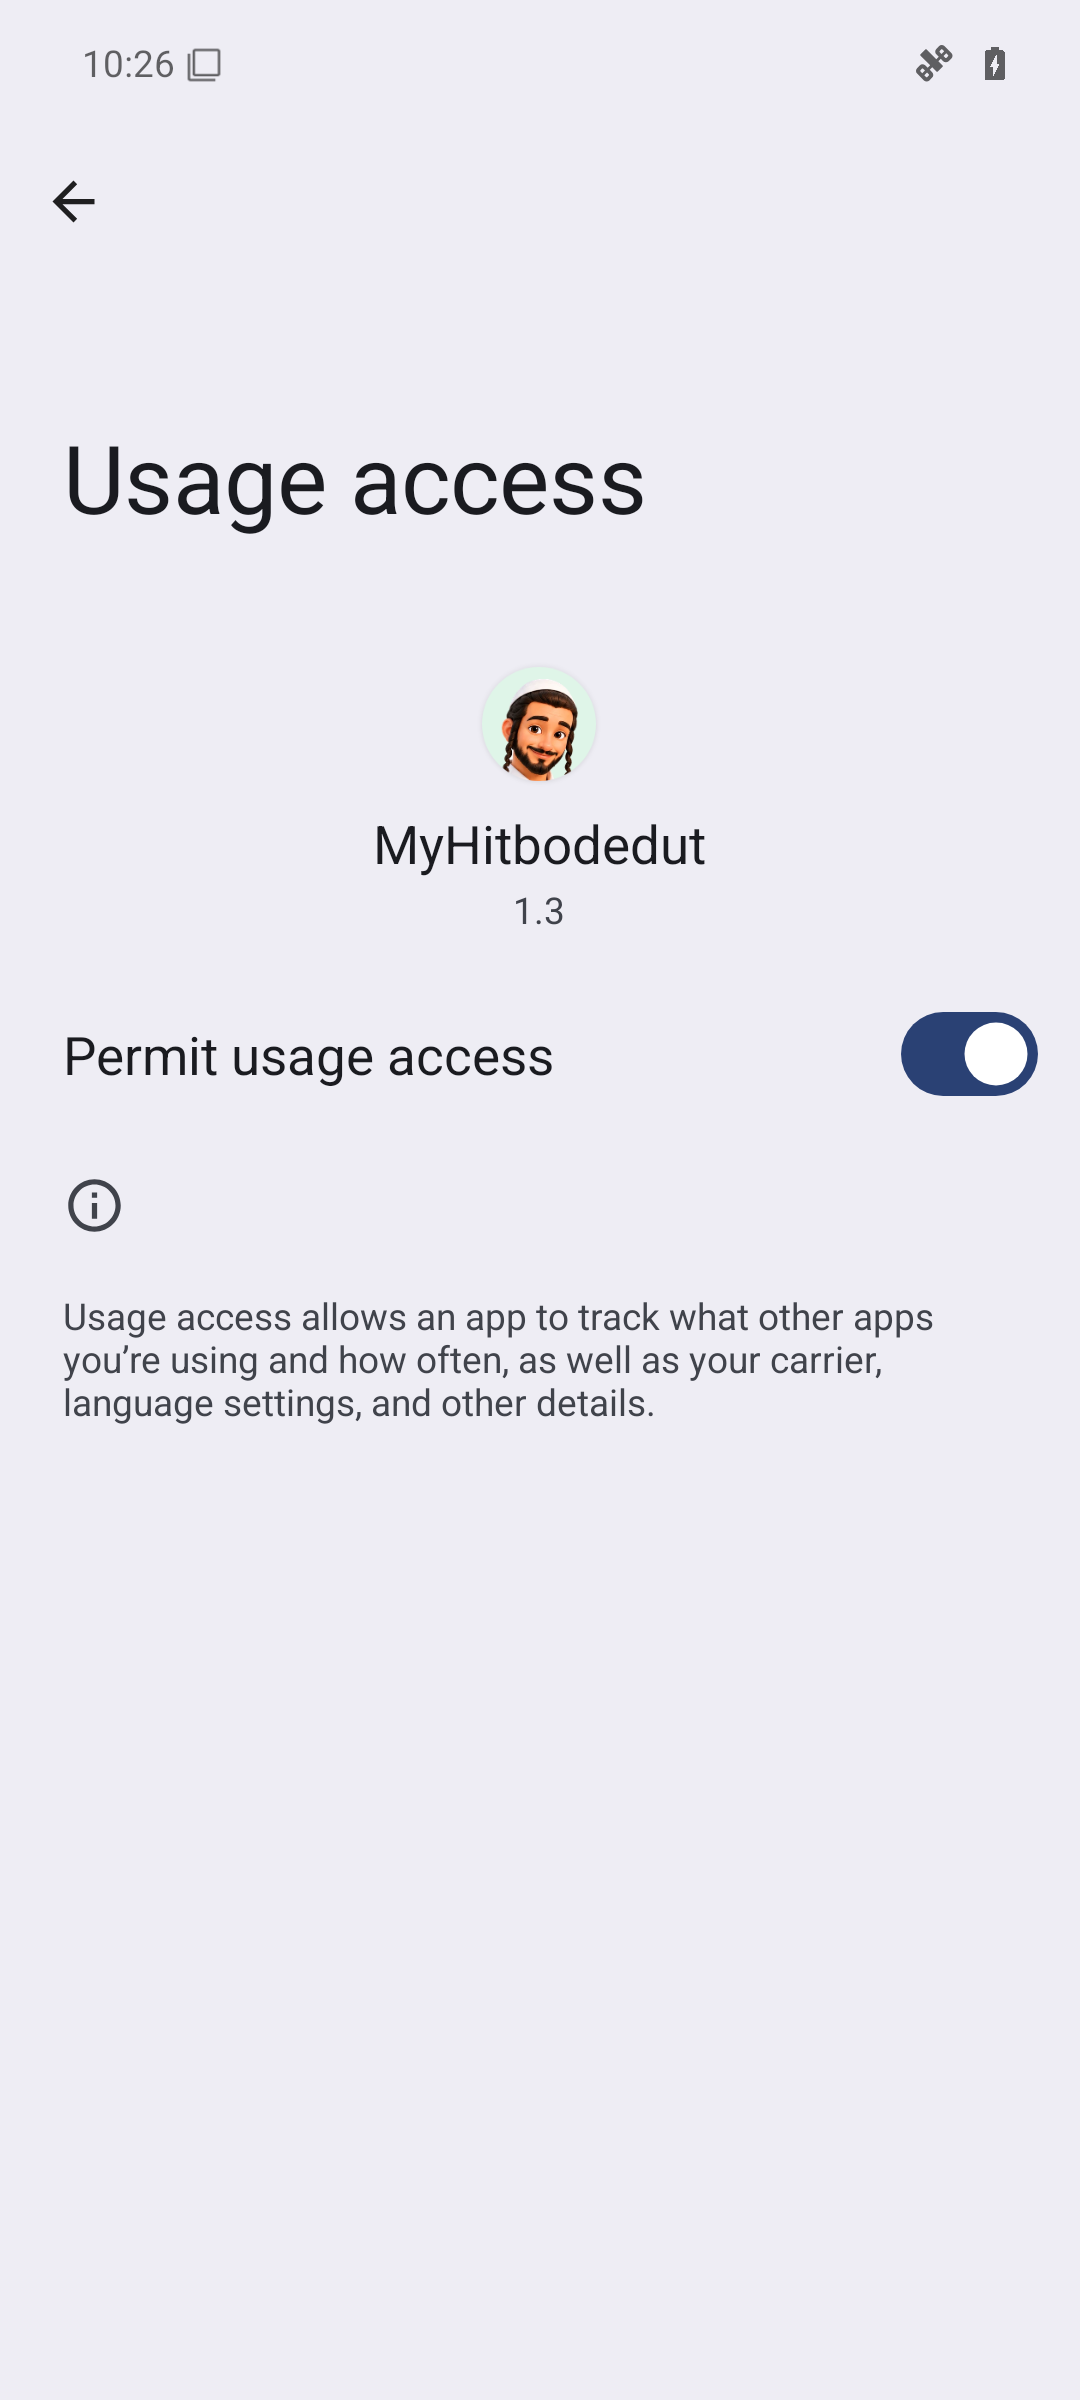 10:26
Usage access
MyHitbodedut
1.3
Permit usage access
Usage access allows an app to track what other apps
you’re using and how often, as well as your carrier,
language settings, and other details.